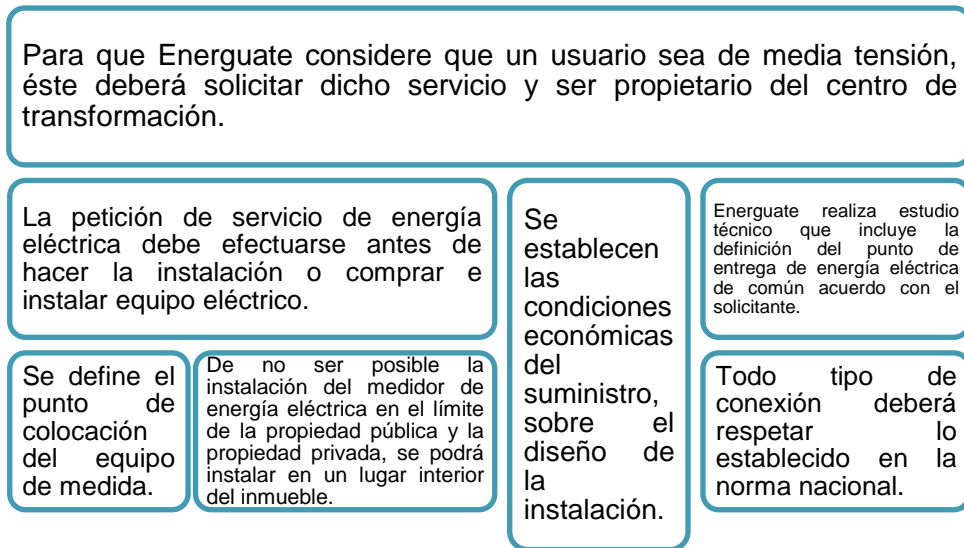 Para que Energuate considere que un usuario sea de media tensión,
éste deberá solicitar dicho servicio y ser propietario del centro de
transformación.
La petición de servicio de energía
eléctrica debe efectuarse antes de
hacer la instalación o comprar e
instalar equipo eléctrico.
Se define el
punto de
colocación
del equipo
de medida.
De no ser posible la
instalación del medidor de
energía eléctrica en el límite
de la propiedad pública y la
propiedad privada, se podrá
instalar en un lugar interior
del inmueble.
Se
establecen
las
condiciones
económicas
del
suministro,
sobre el
diseño de
la
instalación.
Energuate realiza estudio
técnico que incluye la
definición del punto de
entrega de energía eléctrica
de común acuerdo con el
solicitante.
Todo tipo de
conexión deberá
respetar lo
establecido en la
norma nacional.